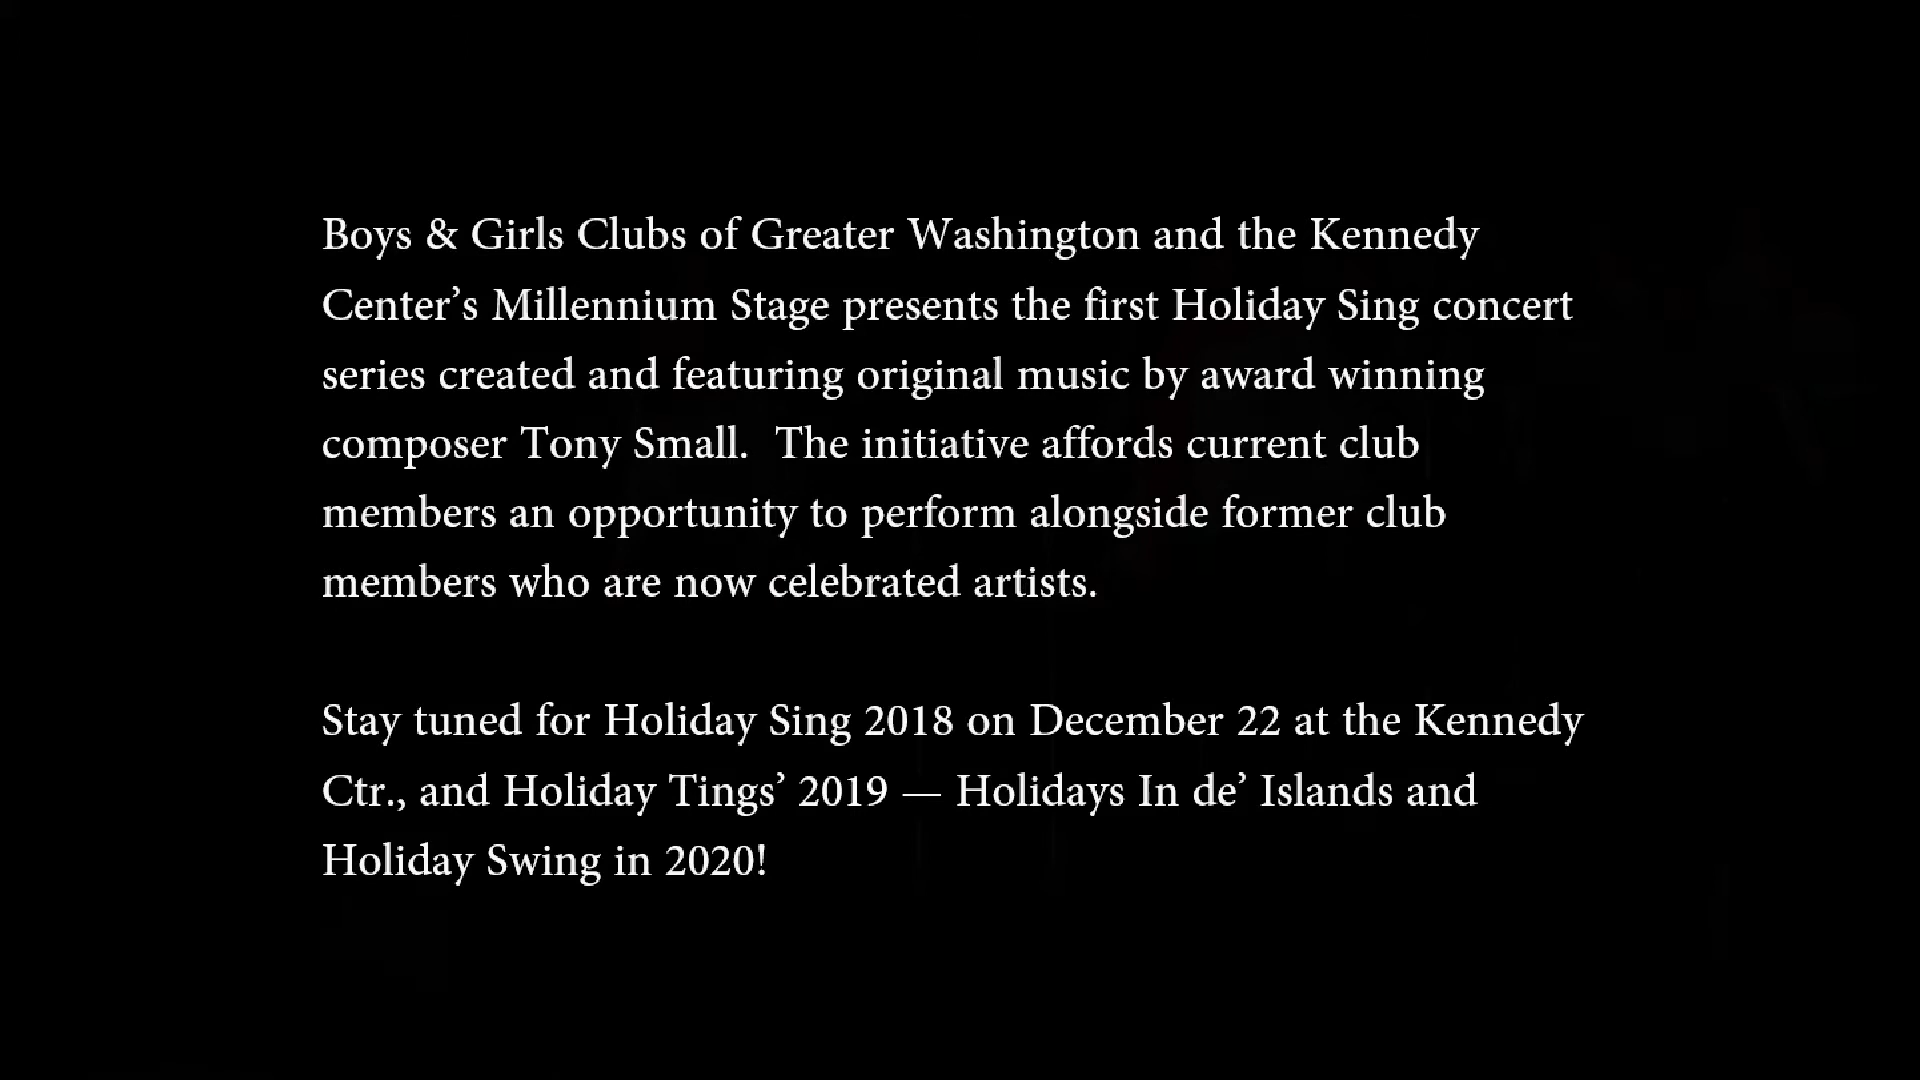 Boys & Girls Clubs of Greater Washington and the Kennedy
Center’s Millennium Stage presents the first Holiday Sing concert
series created and featuring original music by award winning
composer Tony Small.  The initiative affords current club
members an opportunity to perform alongside former club
members who are now celebrated artists.
Stay tuned for Holiday Sing 2018 on December 22 at the Kennedy
Ctr., and Holiday Tings’ 2019 — Holidays In de’ Islands and
Holiday Swing in 2020!